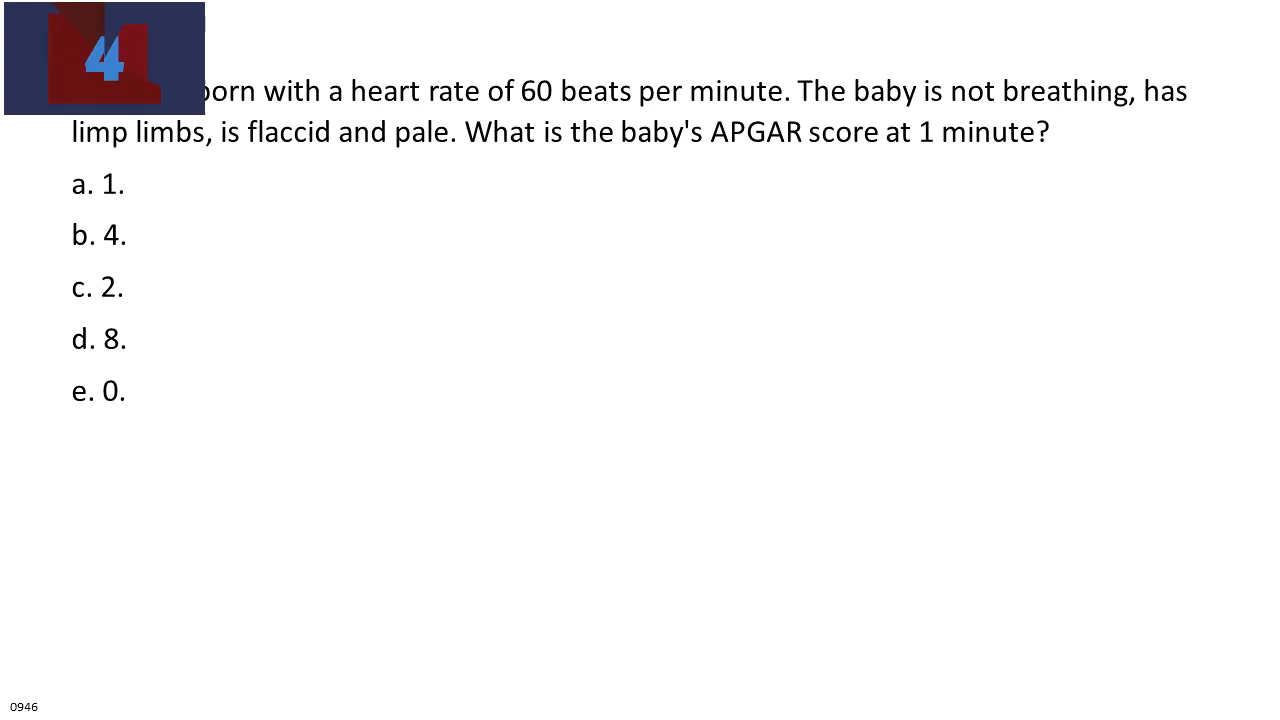 4
born with a heart rate of 60 beats per minute. The baby is not breathing, has
limp limbs, is flaccid and pale. What is the baby's APGAR score at 1 minute?
a. 1.
b. 4.
c. 2.
d. 8.
e. 0.
0946